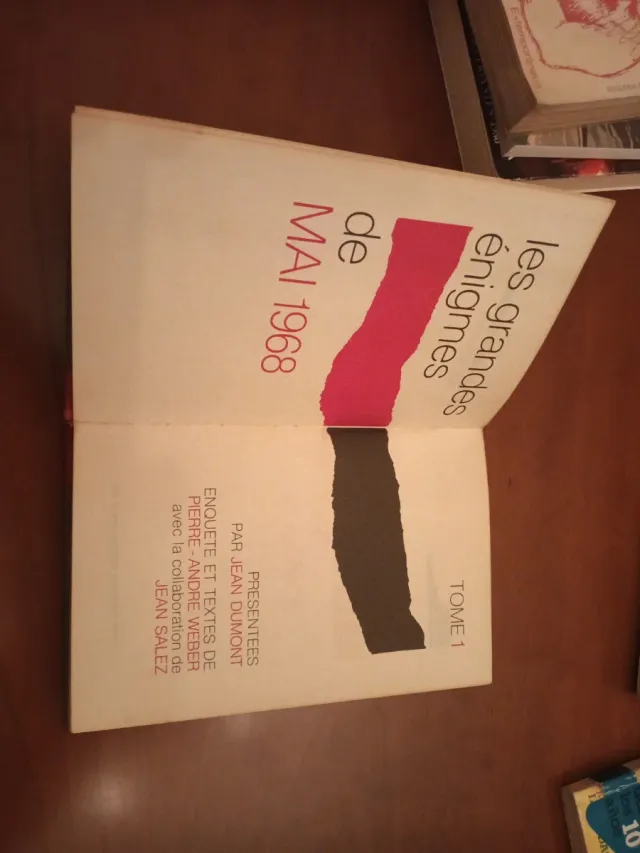 les grandes
énigmes
de
MAI 1968
TOME 1
PRESENTEES
PAR JEAN DUMONT
ENQUETE ET TEXTES DE
PIERRE-ANDRE WEBER
avec la collaboration de
JEAN SALEZ
10